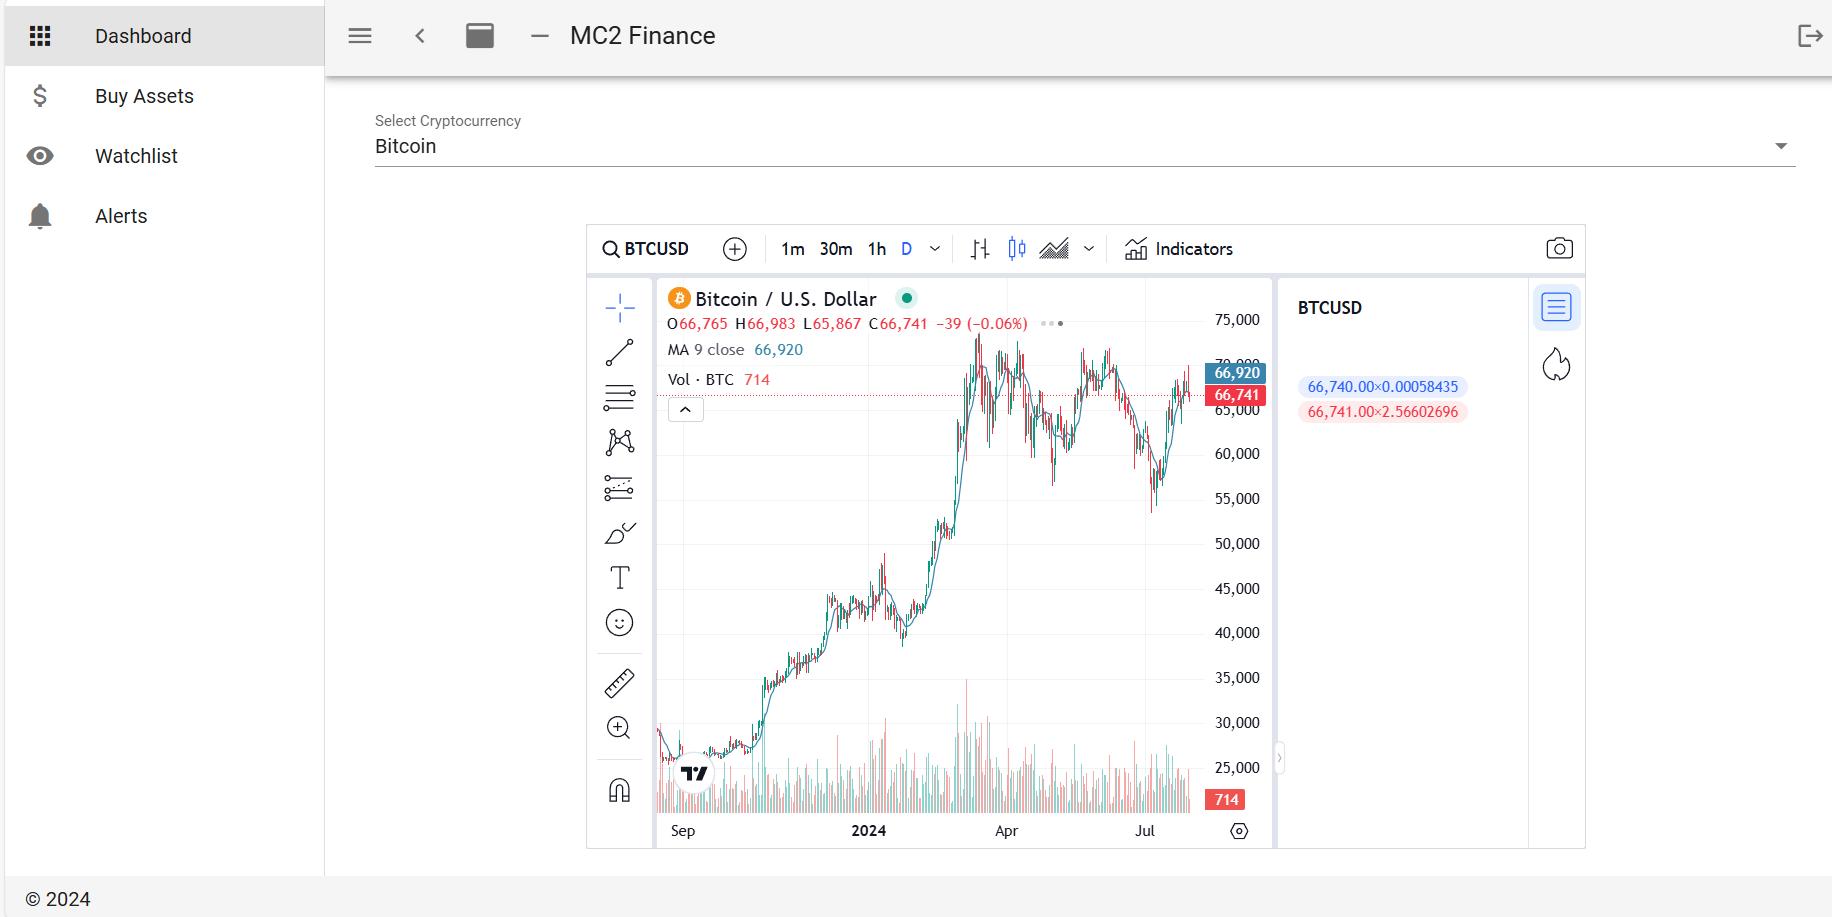 Dashboard
Buy Assets
Watchlist
Alerts
MC2 Finance
Select Cryptocurrency
Bitcoin
BTCUSD 1m 30m 1h D Indicators
Bitcoin / U.S. Dollar
O66,765 H66,983 L65,867 C66,741 −39 (−0.06%)
MA 9 close 66,920
Vol · BTC 714
75,000
70,000
66,920
66,741
65,000
60,000
55,000
50,000
45,000
40,000
35,000
30,000
25,000
714
Sep 2024 Apr Jul
BTCUSD
66,740.00×0.00058435
66,741.00×2.56602696
© 2024